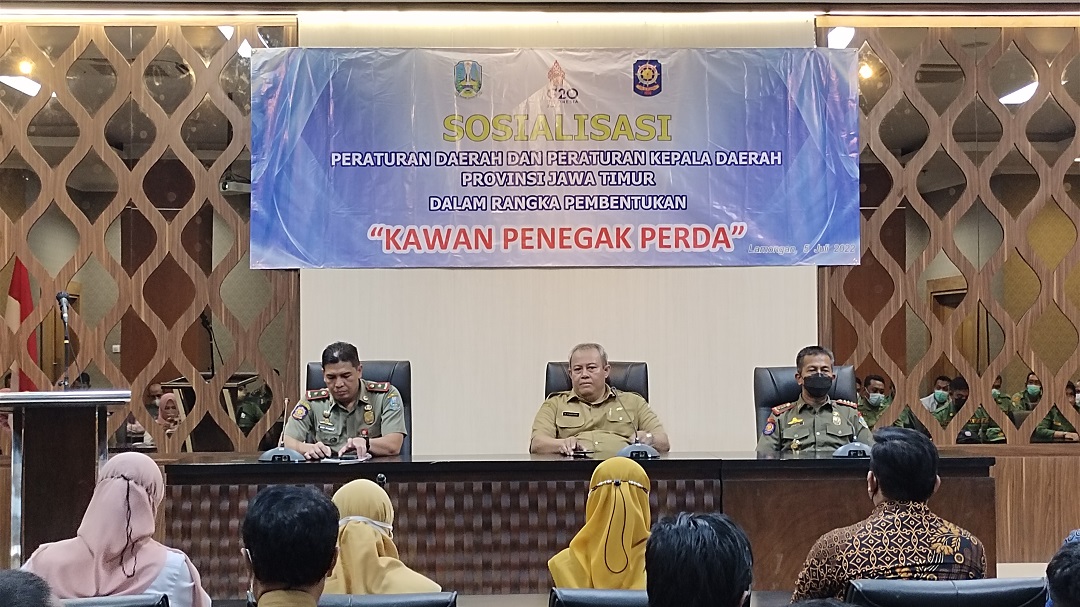 G20
SOSIALISASI
PERATURAN DAERAH DAN PERATURAN KEPALA DAERAH
PROVINSI JAWA TIMUR
DALAM RANGKA PEMBENTUKAN
“KAWAN PENEGAK PERDA”
Lamongan, 5 Juli 2022